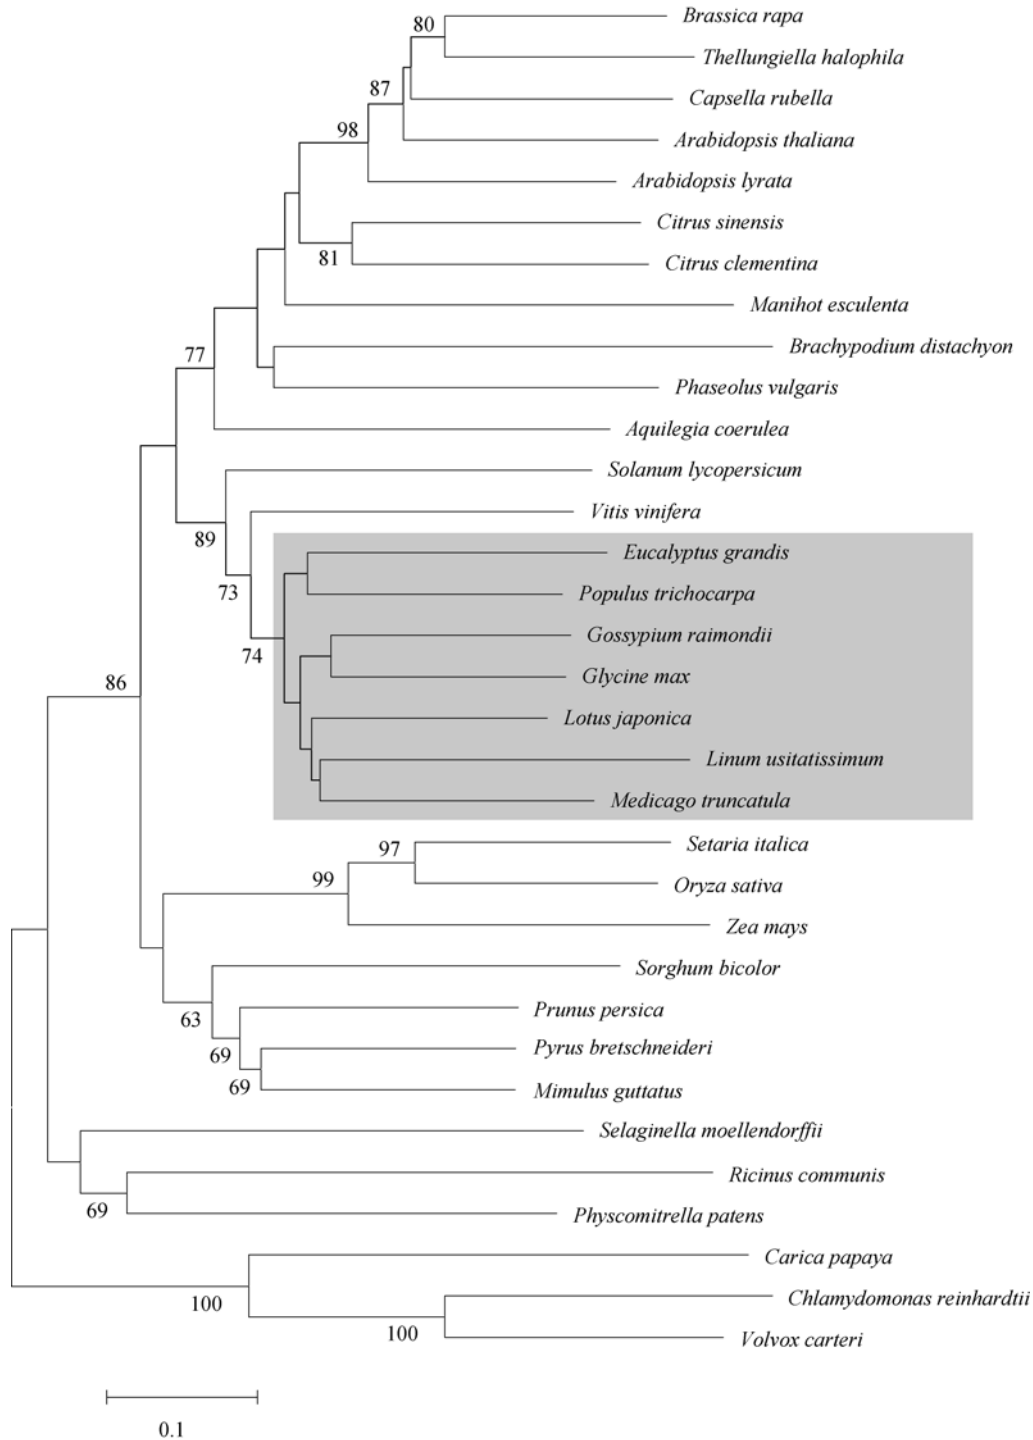 Brassica rapa
80
Thellungiella halophila
87
Capsella rubella
98
Arabidopsis thaliana
Arabidopsis lyrata
Citrus sinensis
81
Citrus clementina
Manihot esculenta
77
Brachypodium distachyon
Phaseolus vulgaris
Aquilegia coerulea
Solanum lycopersicum
89
Vitis vinifera
Eucalyptus grandis
73
Populus trichocarpa
Gossypium raimondii
74
Glycine max
86
Lotus japonica
Linum usitatissimum
Medicago truncatula
97
Setaria italica
99
Oryza sativa
Zea mays
Sorghum bicolor
63
Prunus persica
69
Pyrus bretschneideri
69
Mimulus guttatus
Selaginella moellendorffii
Ricinus communis
69
Physcomitrella patens
Carica papaya
100
Chlamydomonas reinhardtii
100
Volvox carteri
0.1